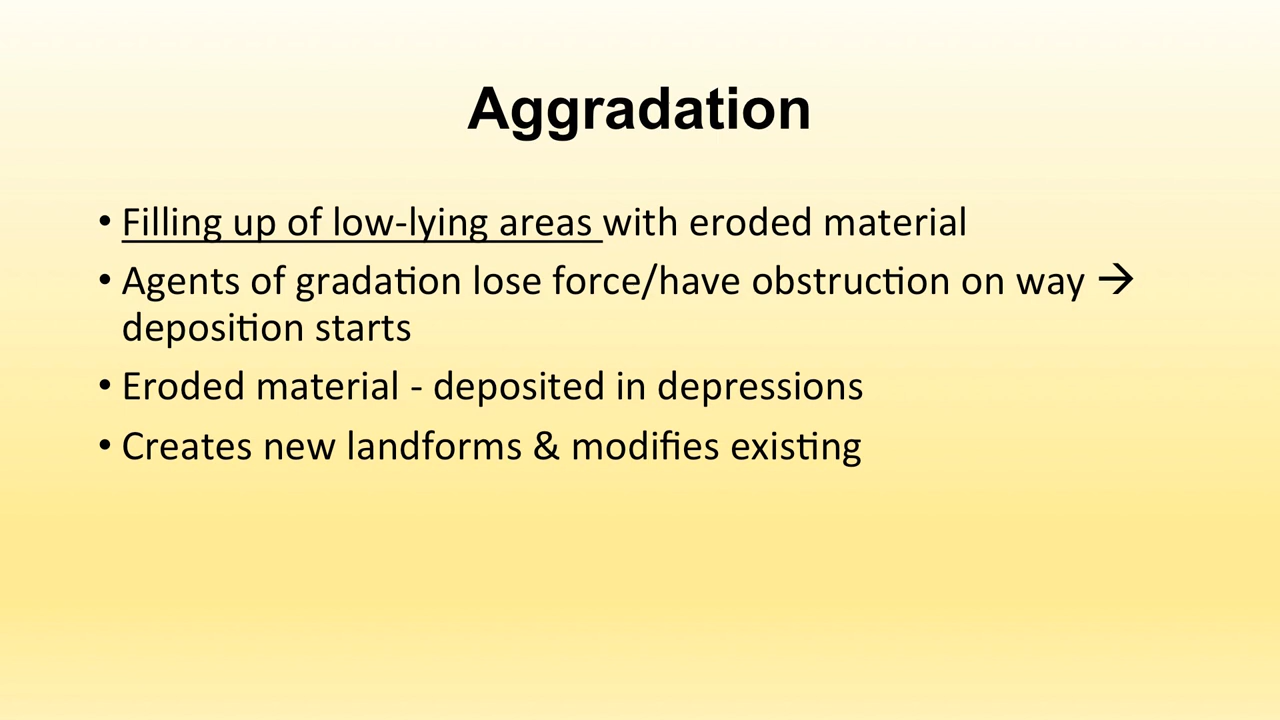 Aggradation
• Filling up of low-lying areas with eroded material
• Agents of gradation lose force/have obstruction on way →
deposition starts
• Eroded material - deposited in depressions
• Creates new landforms & modifies existing